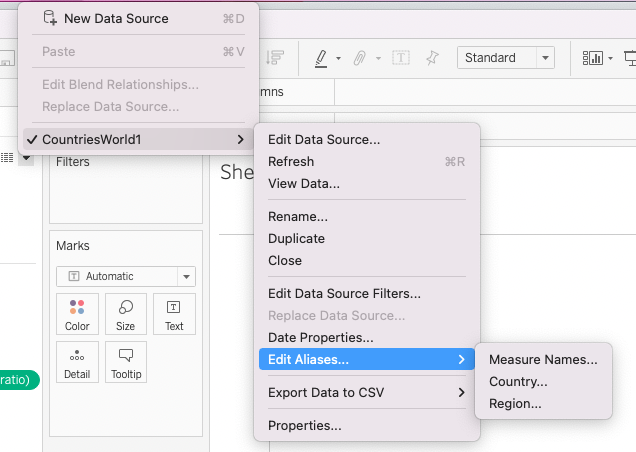 New Data Source ⌘D
Paste ⌘V
Edit Blend Relationships...
Replace Data Source...
✓ CountriesWorld1
Standard
mns
Filters
She
Marks
Automatic
Color Size Text
Detail Tooltip
ratio)
Edit Data Source...
Refresh ⌘R
View Data...
Rename...
Duplicate
Close
Edit Data Source Filters...
Replace Data Source...
Date Properties...
Edit Aliases...
Export Data to CSV
Properties...
Measure Names...
Country...
Region...